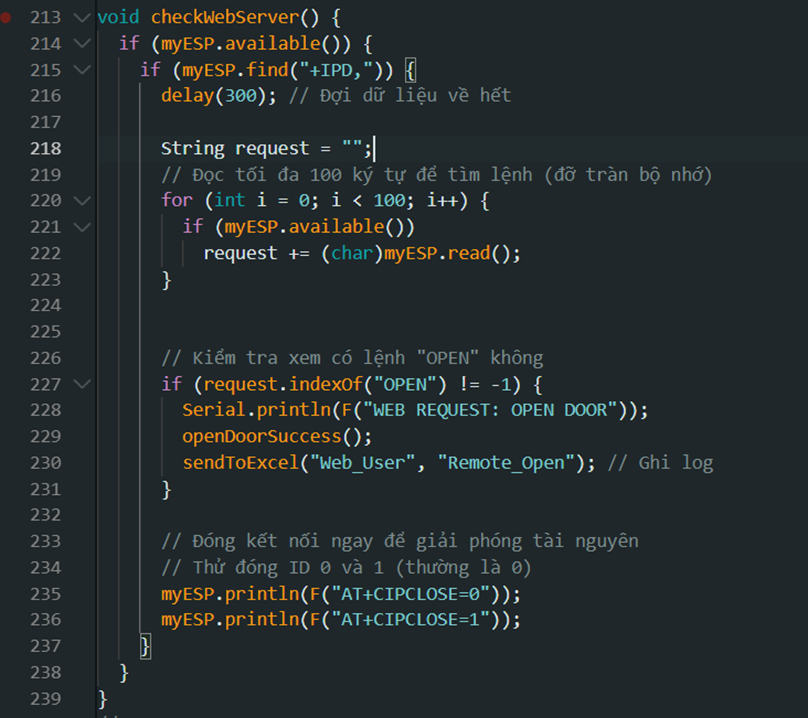 213 void checkWebServer() {
214 if (myESP.available()) {
215 if (myESP.find("+IPD,")) {
216 delay(300); // Đợi dữ liệu về hết
217
218 String request = "";
219 // Đọc tối đa 100 ký tự để tìm lệnh (đỡ tràn bộ nhớ)
220 for (int i = 0; i < 100; i++) {
221 if (myESP.available())
222 request += (char)myESP.read();
223 }
224
225
226 // Kiểm tra xem có lệnh "OPEN" không
227 if (request.indexOf("OPEN") != -1) {
228 Serial.println(F("WEB REQUEST: OPEN DOOR"));
229 openDoorSuccess();
230 sendToExcel("Web_User", "Remote_Open"); // Ghi log
231 }
232
233 // Đóng kết nối ngay để giải phóng tài nguyên
234 // Thử đóng ID 0 và 1 (thường là 0)
235 myESP.println(F("AT+CIPCLOSE=0"));
236 myESP.println(F("AT+CIPCLOSE=1"));
237 }
238 }
239 }